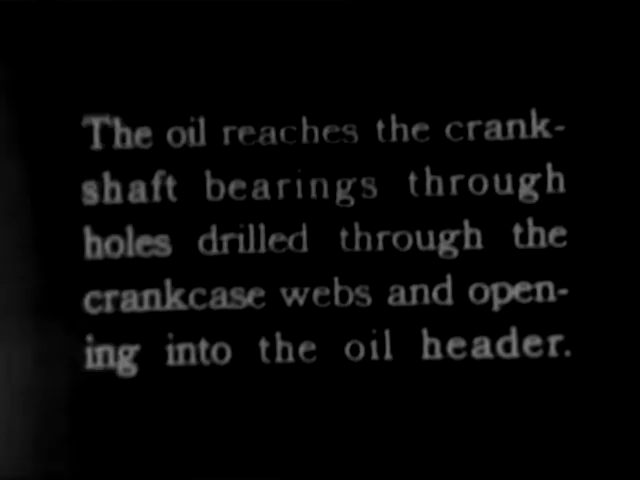 The oil reaches the crank-
shaft bearings through
holes drilled through the
crankcase webs and open-
ing into the oil header.